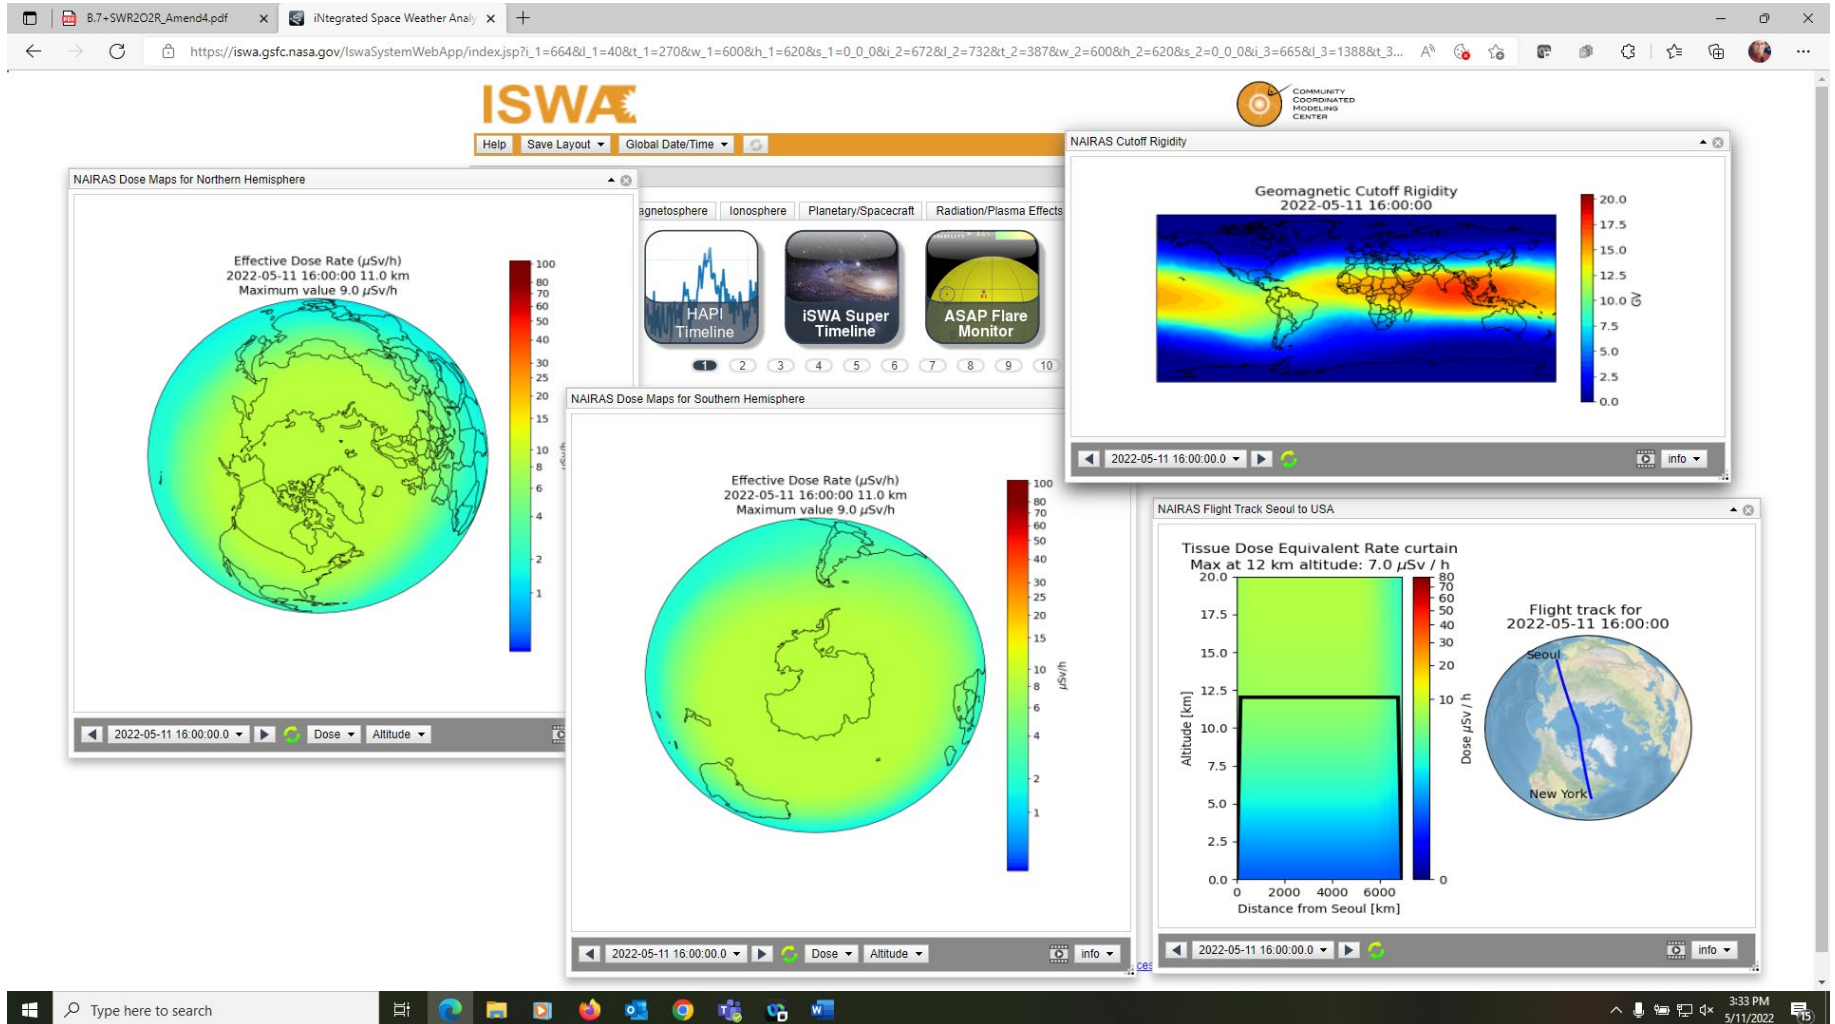 B.7+SWR2O2R_Amend4.pdf
iNtegrated Space Weather Analy
https://iswa.gsfc.nasa.gov/IswaSystemWebApp/index.jsp?i_1=664&l_1=40&t_1=270&w_1=600&h_1=620&s_1=0_0_0&i_2=672&l_2=732&t_2=387&w_2=600&h_2=620&s_2=0_0_0&i_3=665&l_3=1388&t_3...
ISWA
COMMUNITY
COORDINATED
MODELING
CENTER
Help
Save Layout
Global Date/Time
agnetosphere
Ionosphere
Planetary/Spacecraft
Radiation/Plasma Effects
HAPI
Timeline
iSWA Super
Timeline
ASAP Flare
Monitor
1 2 3 4 5 6 7 8 9 10
NAIRAS Dose Maps for Northern Hemisphere
Effective Dose Rate (μSv/h)
2022-05-11 16:00:00 11.0 km
Maximum value 9.0 μSv/h
100
80
70
60
50
40
30
25
20
15
10
8
6
4
2
1
2022-05-11 16:00:00.0
Dose
Altitude
NAIRAS Dose Maps for Southern Hemisphere
Effective Dose Rate (μSv/h)
2022-05-11 16:00:00 11.0 km
Maximum value 9.0 μSv/h
100
80
70
60
50
40
30
25
20
15
10
8
6
4
2
1
μSv/h
2022-05-11 16:00:00.0
Dose
Altitude
info
NAIRAS Cutoff Rigidity
Geomagnetic Cutoff Rigidity
2022-05-11 16:00:00
20.0
17.5
15.0
12.5
10.0
7.5
5.0
2.5
0.0
GV
2022-05-11 16:00:00.0
info
NAIRAS Flight Track Seoul to USA
Tissue Dose Equivalent Rate curtain
Max at 12 km altitude: 7.0 μSv / h
20.0
17.5
15.0
12.5
10.0
7.5
5.0
2.5
0.0
Altitude [km]
0 2000 4000 6000
Distance from Seoul [km]
80
70
60
50
40
30
20
10
0
Dose μSv / h
Flight track for
2022-05-11 16:00:00
Seoul
New York
2022-05-11 16:00:00.0
info
ces
Type here to search
3:33 PM
5/11/2022
15